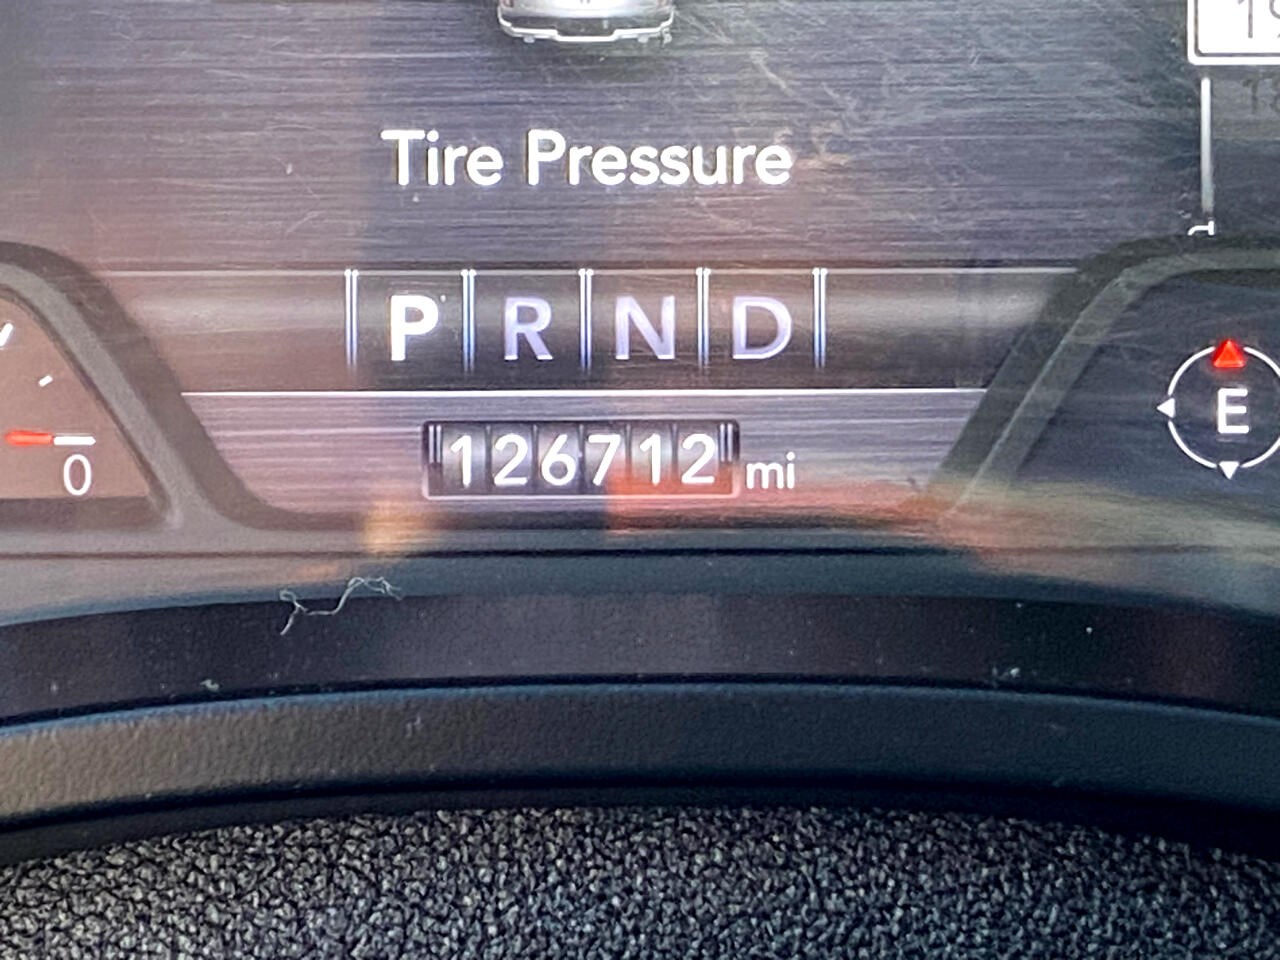 Tire Pressure
P R N D
126712 mi
0
E